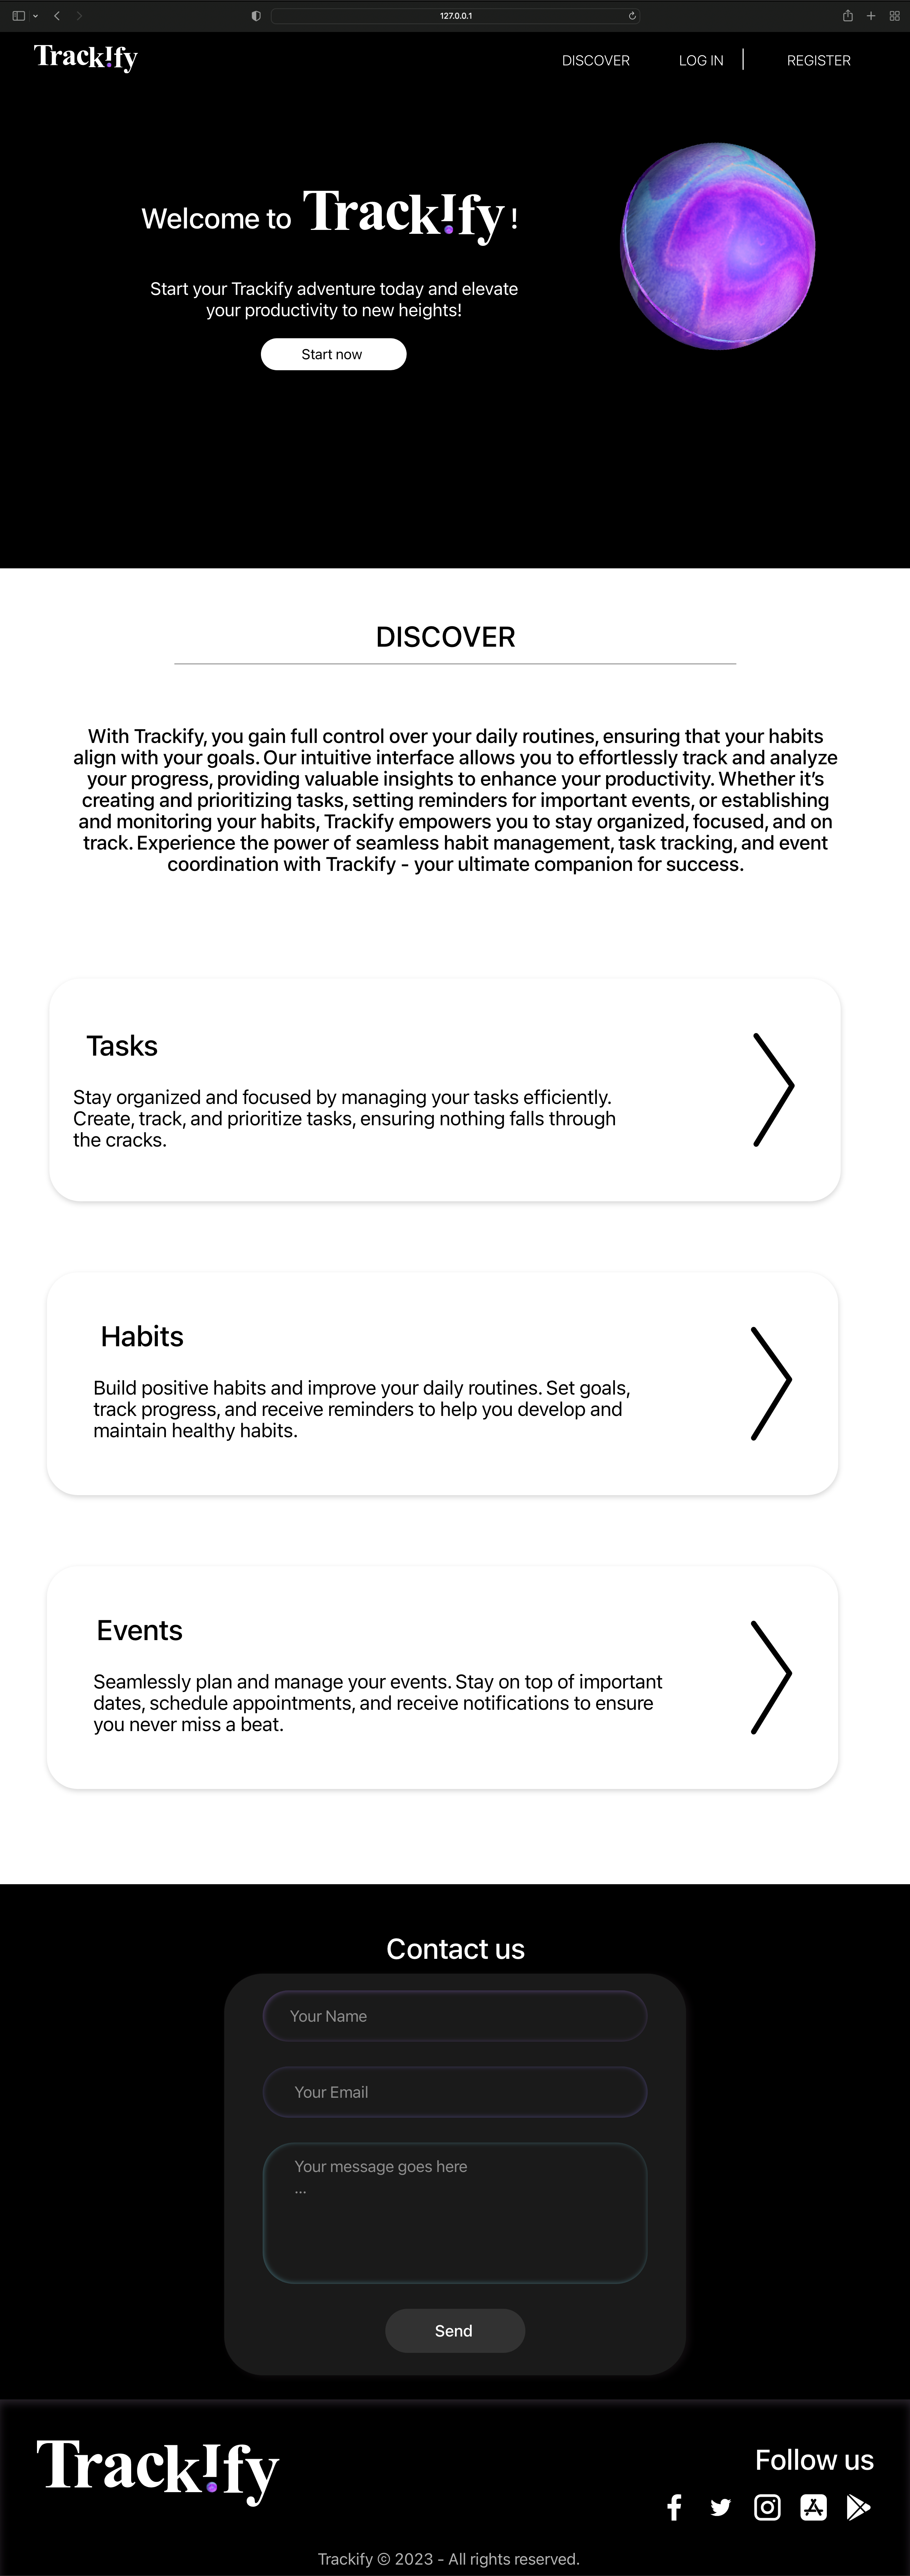 127.0.0.1
Track!fy
DISCOVER LOG IN REGISTER
Welcome to Track!fy !
Start your Trackify adventure today and elevate
your productivity to new heights!
Start now
DISCOVER
With Trackify, you gain full control over your daily routines, ensuring that your habits
align with your goals. Our intuitive interface allows you to effortlessly track and analyze
your progress, providing valuable insights to enhance your productivity. Whether it’s
creating and prioritizing tasks, setting reminders for important events, or establishing
and monitoring your habits, Trackify empowers you to stay organized, focused, and on
track. Experience the power of seamless habit management, task tracking, and event
coordination with Trackify - your ultimate companion for success.
Tasks
Stay organized and focused by managing your tasks efficiently.
Create, track, and prioritize tasks, ensuring nothing falls through
the cracks.
Habits
Build positive habits and improve your daily routines. Set goals,
track progress, and receive reminders to help you develop and
maintain healthy habits.
Events
Seamlessly plan and manage your events. Stay on top of important
dates, schedule appointments, and receive notifications to ensure
you never miss a beat.
Contact us
Your Name
Your Email
Your message goes here
...
Send
Track!fy
Follow us
Trackify © 2023 - All rights reserved.